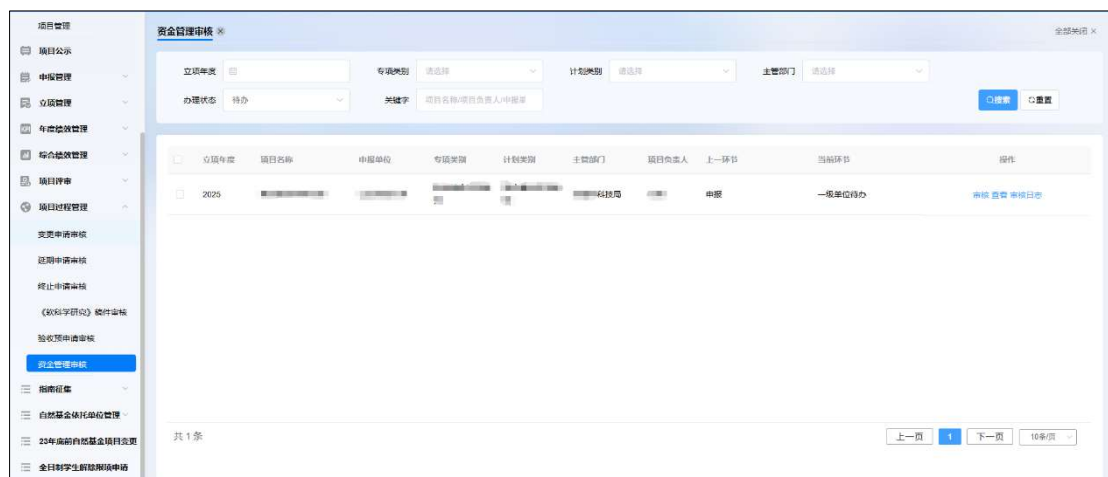 项目管理
项目公示
申报管理
立项管理
年度绩效管理
综合绩效管理
项目评审
项目过程管理
变更申请审核
延期申请审核
终止申请审核
《软科学研究》稿件审核
验收预申请审核
资金管理审核
指南征集
自然基金依托单位管理
23年度前自然基金项目变更
全日制学生解除限项申请
资金管理审核
全部关闭
立项年度
专项类别 请选择
计划类别 请选择
主管部门 请选择
办理状态 待办
关键字 项目名称/项目负责人/申报单
搜索 重置
立项年度 项目名称 申报单位 专项类别 计划类别 主管部门 项目负责人 上一环节 当前环节 操作
2025 科技局 申报 一级单位待办 审核 查看 审核日志
共 1 条
上一页 1 下一页 10条/页